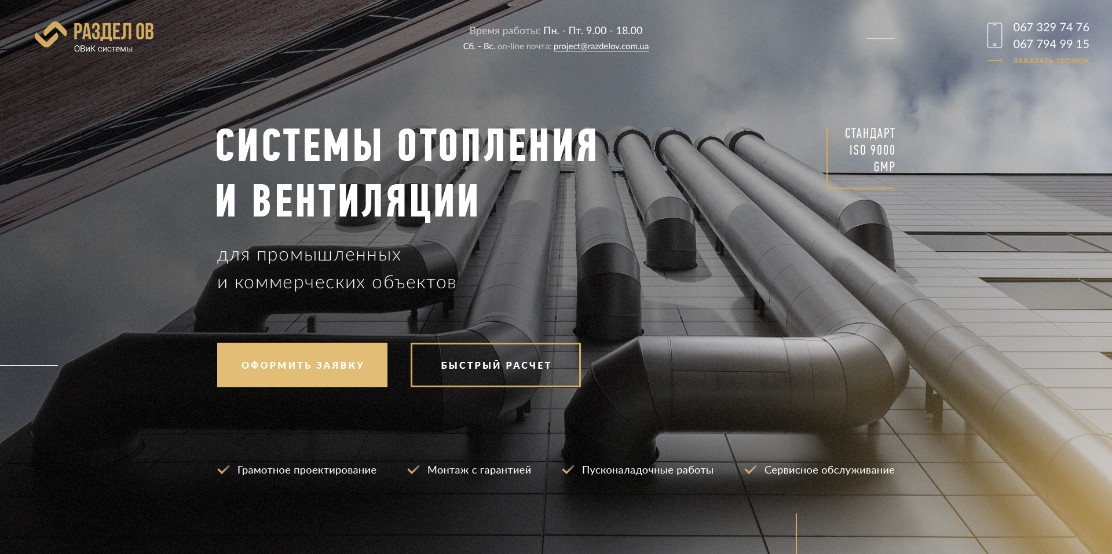 РАЗДЕЛ ОВ
ОВиК системы
Время работы: Пн. - Пт. 9.00 - 18.00
Сб. - Вс. on-line почта: project@razdelov.com.ua
067 329 74 76
067 794 99 15
ЗАКАЗАТЬ ЗВОНОК
СИСТЕМЫ ОТОПЛЕНИЯ
И ВЕНТИЛЯЦИИ
СТАНДАРТ
ISO 9000
GMP
для промышленных
и коммерческих объектов
ОФОРМИТЬ ЗАЯВКУ
БЫСТРЫЙ РАСЧЕТ
Грамотное проектирование
Монтаж с гарантией
Пусконаладочные работы
Сервисное обслуживание